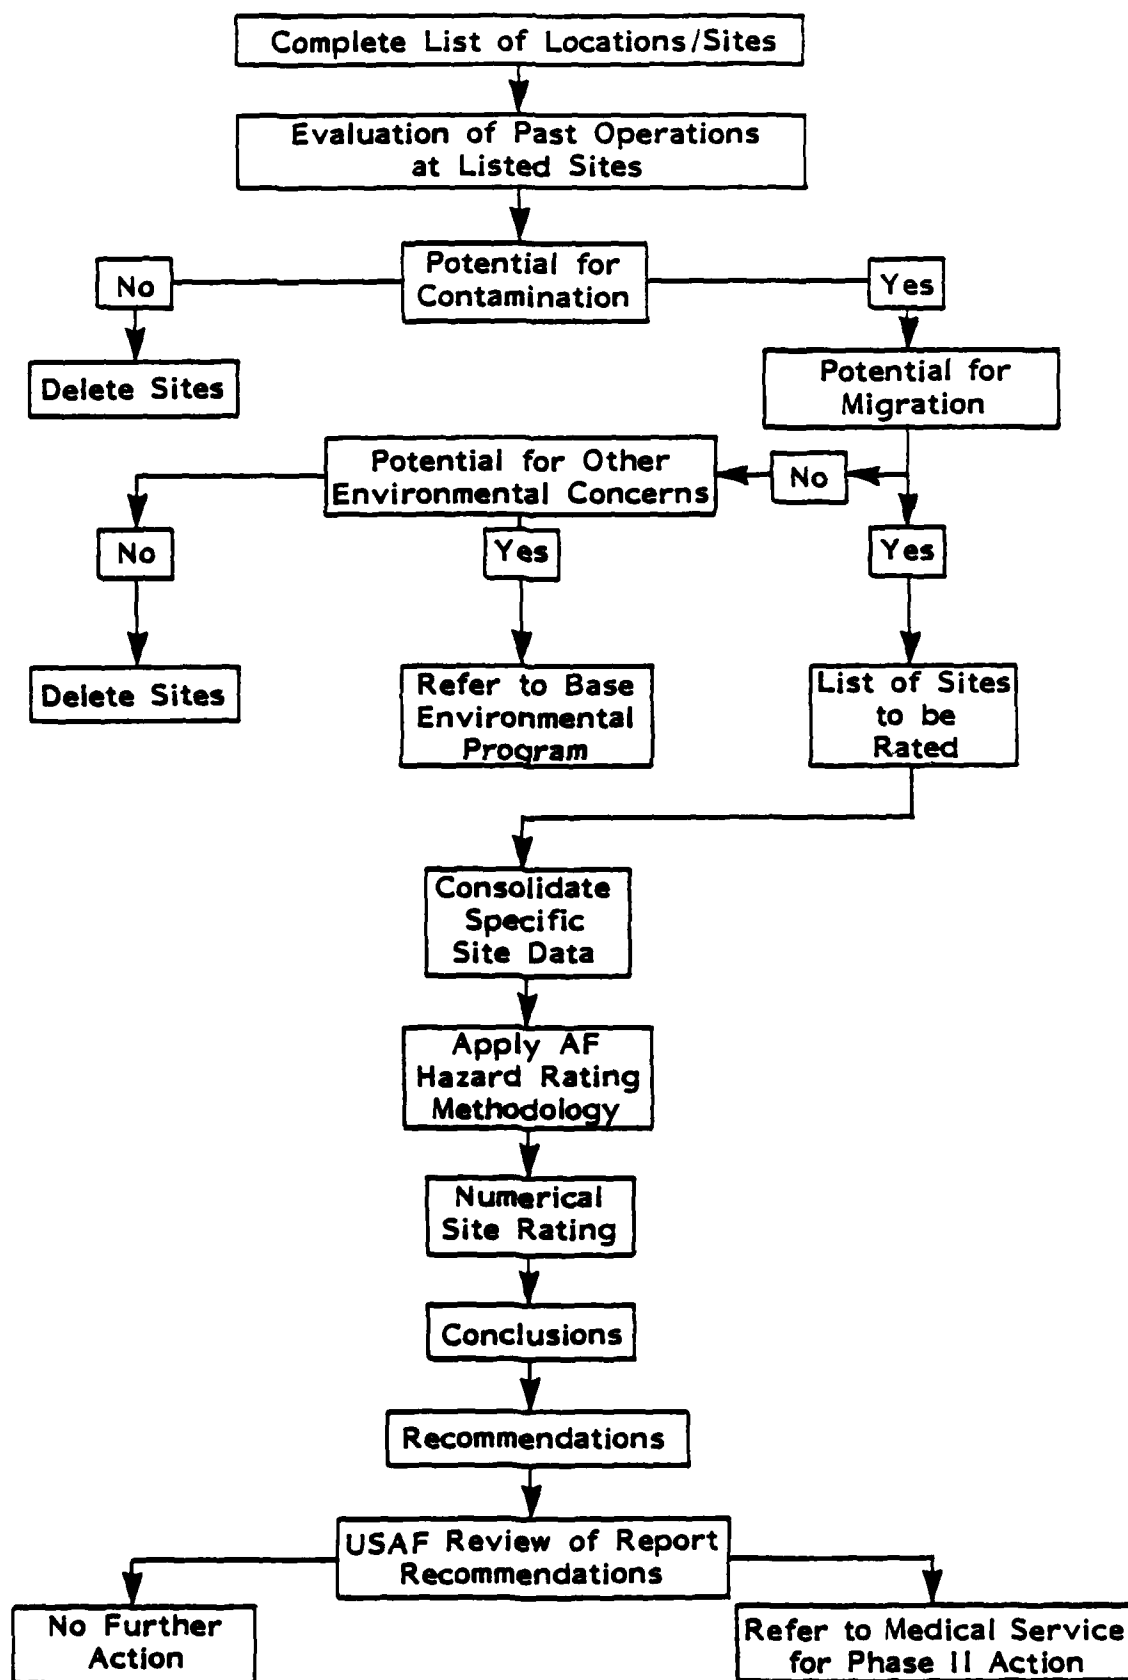 Complete List of Locations/Sites
Evaluation of Past Operations
at Listed Sites
Potential for
Contamination
No
Yes
Delete Sites
Potential for
Migration
Potential for Other
Environmental Concerns
No
No
Yes
Yes
Delete Sites
Refer to Base
Environmental
Program
List of Sites
to be
Rated
Consolidate
Specific
Site Data
Apply AF
Hazard Rating
Methodology
Numerical
Site Rating
Conclusions
Recommendations
USAF Review of Report
Recommendations
No Further
Action
Refer to Medical Service
for Phase II Action